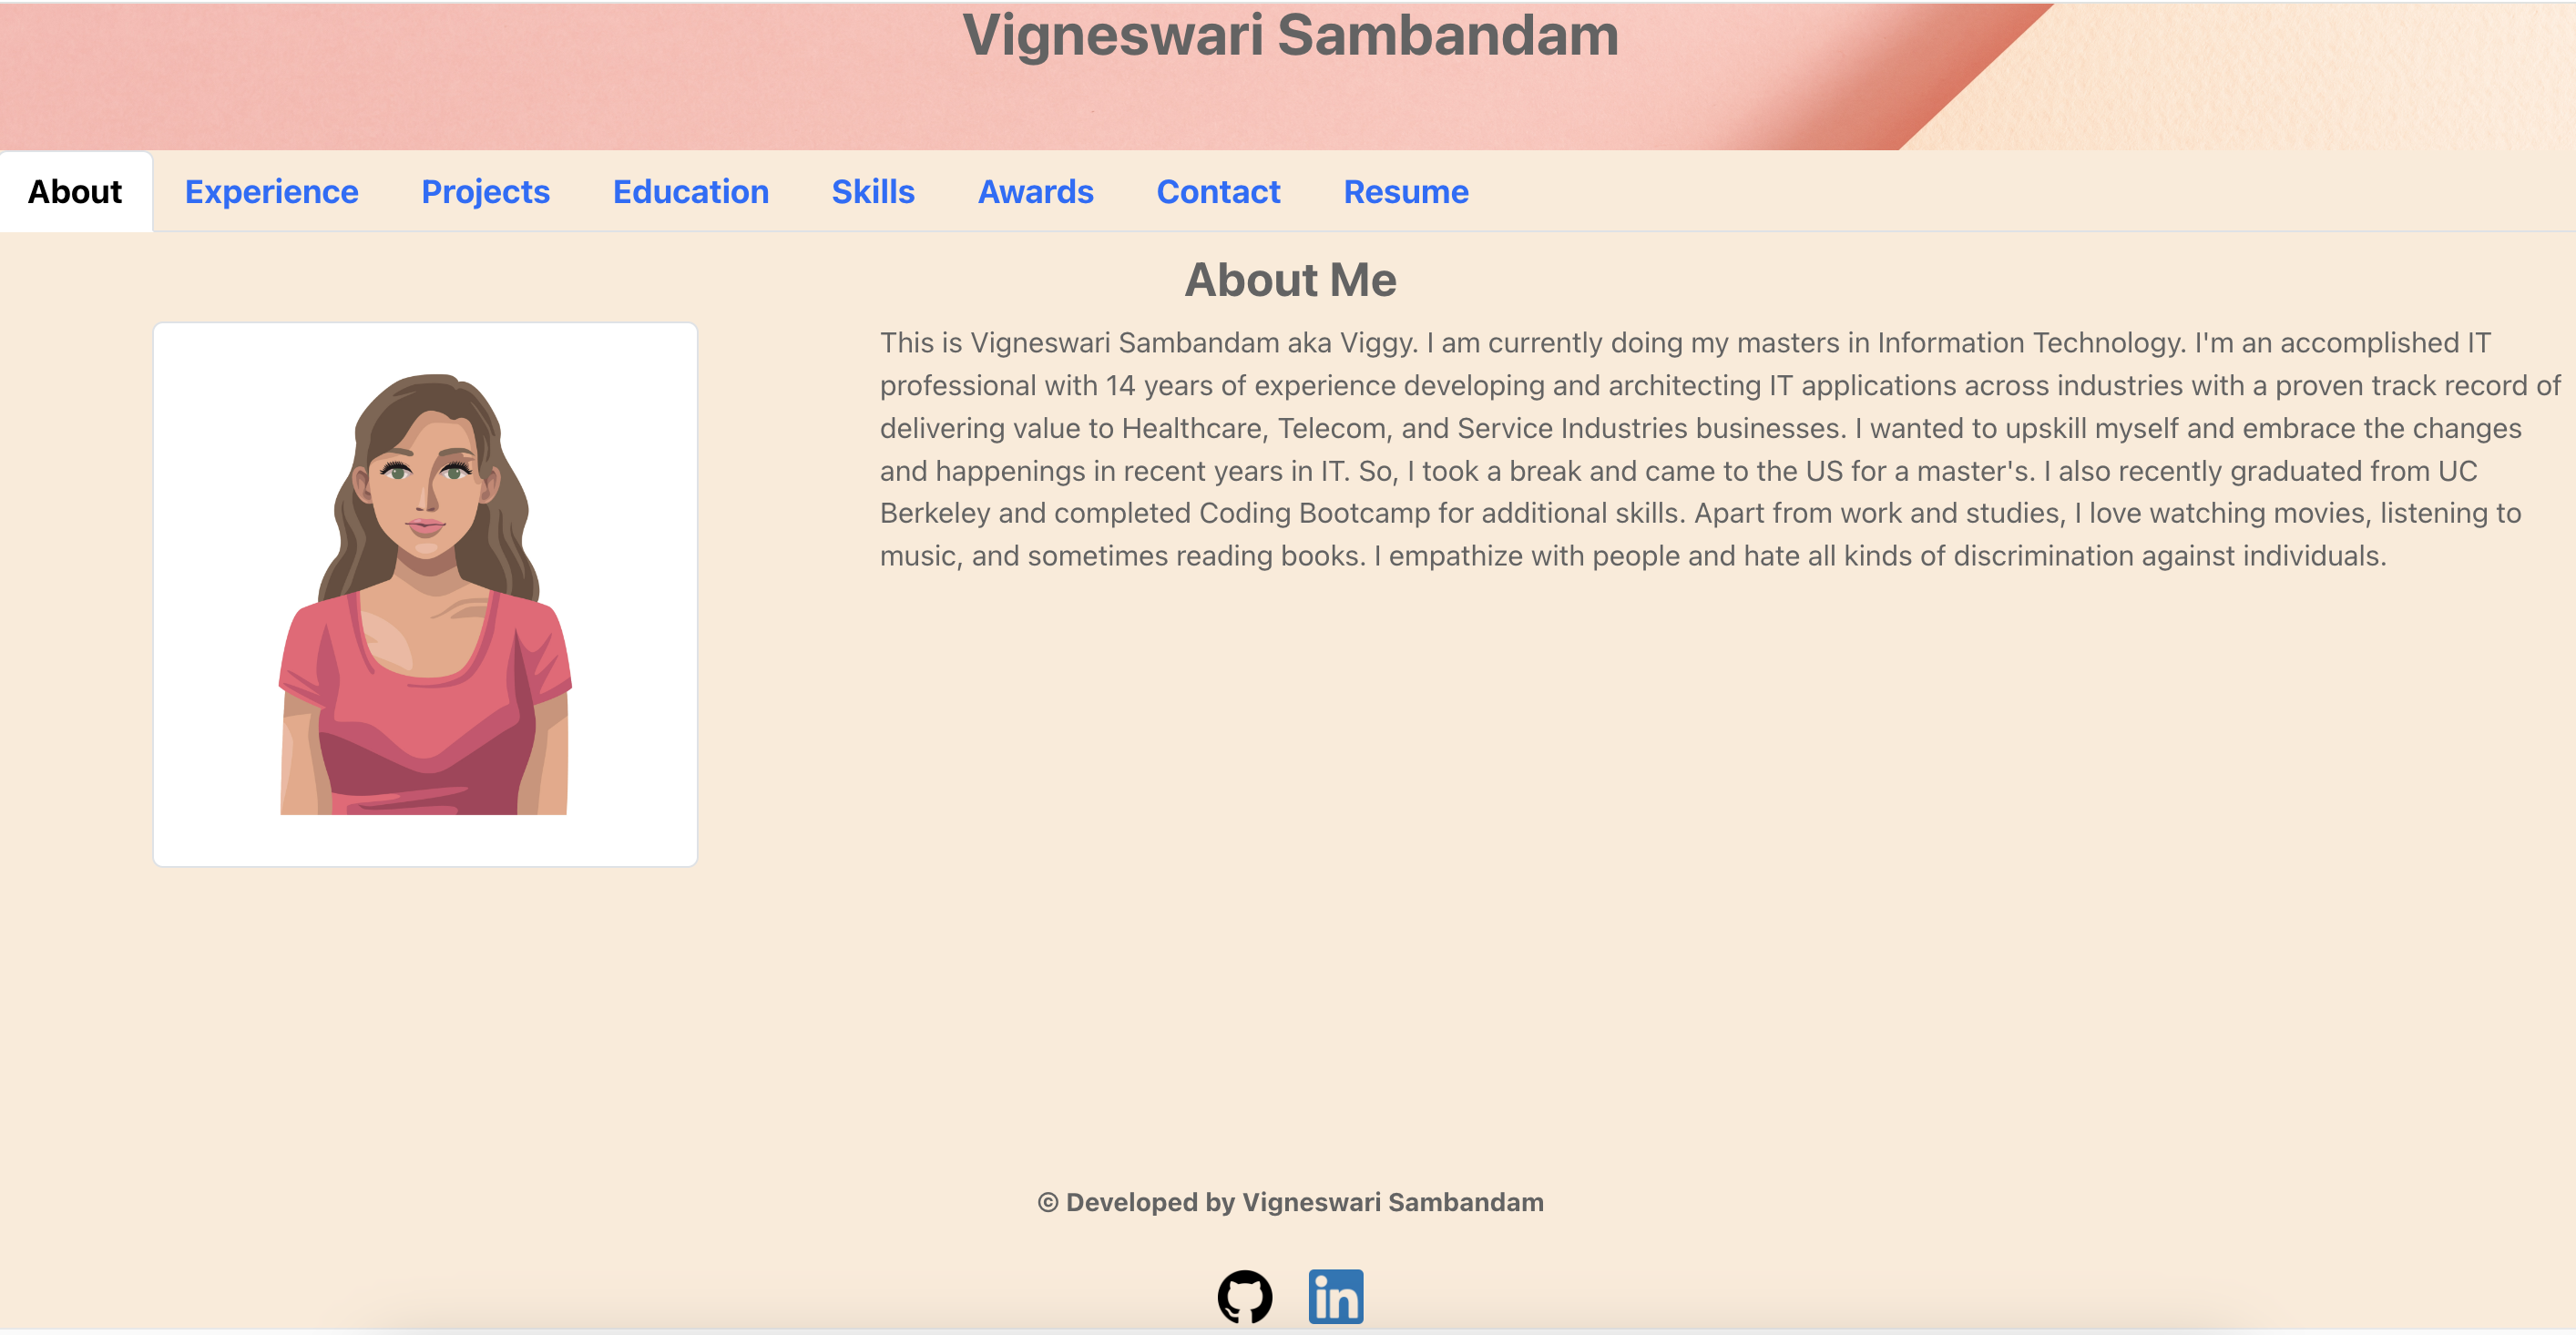 Vigneswari Sambandam
About Experience Projects Education Skills Awards Contact Resume
About Me
This is Vigneswari Sambandam aka Viggy. I am currently doing my masters in Information Technology. I'm an accomplished IT
professional with 14 years of experience developing and architecting IT applications across industries with a proven track record of
delivering value to Healthcare, Telecom, and Service Industries businesses. I wanted to upskill myself and embrace the changes
and happenings in recent years in IT. So, I took a break and came to the US for a master's. I also recently graduated from UC
Berkeley and completed Coding Bootcamp for additional skills. Apart from work and studies, I love watching movies, listening to
music, and sometimes reading books. I empathize with people and hate all kinds of discrimination against individuals.
© Developed by Vigneswari Sambandam
in